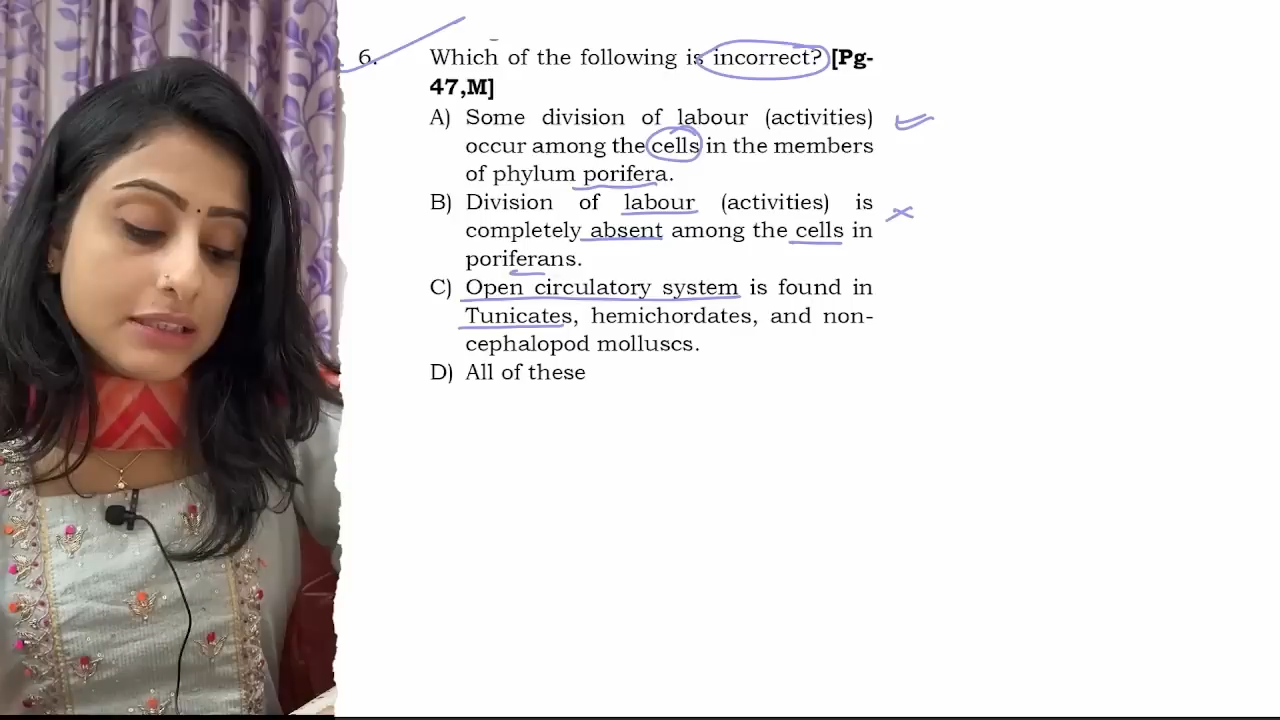 6. Which of the following is incorrect? [Pg-
47,M]
A) Some division of labour (activities)
occur among the cells in the members
of phylum porifera.
B) Division of labour (activities) is
completely absent among the cells in
poriferans.
C) Open circulatory system is found in
Tunicates, hemichordates, and non-
cephalopod molluscs.
D) All of these